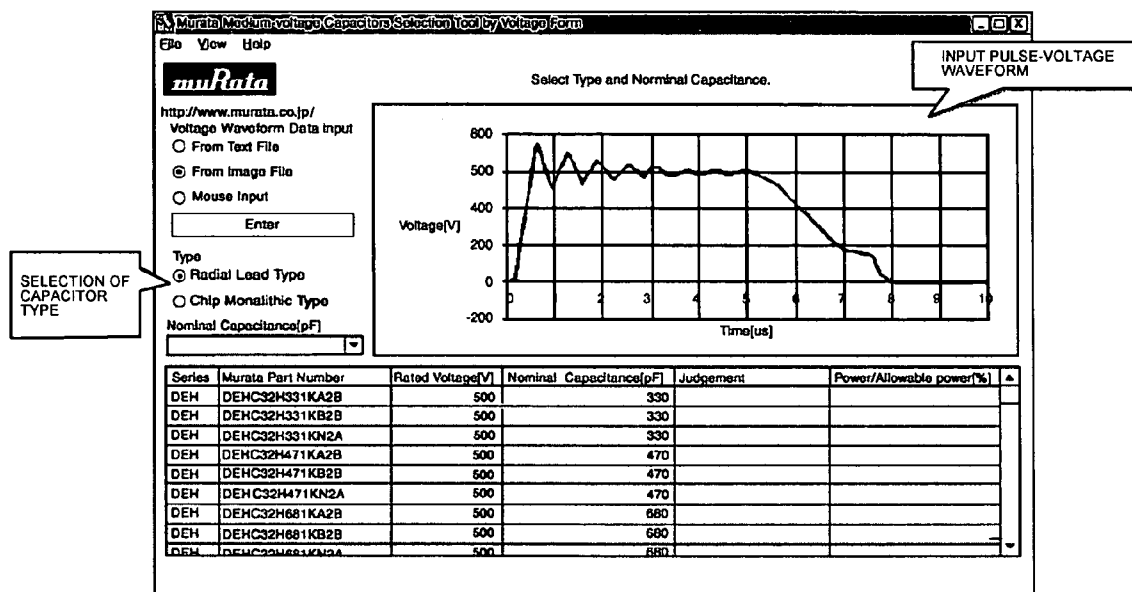 Murata Medium-voltage Capacitors Selection Tool by Voltage Form
File View Help
INPUT PULSE-VOLTAGE
WAVEFORM
muRata
Select Type and Norminal Capacitance.
http://www.murata.co.jp/
Voltage Waveform Data Input
From Text File
From Image File
Mouse Input
Enter
SELECTION OF
CAPACITOR
TYPE
Type
Radial Lead Type
Chip Monalithic Type
Nominal Capacitance[pF]
800
500
400
200
0
-200
Voltage[V]
0 1 2 3 4 5 6 7 8 9 10
Time[us]
Series Murata Part Number Rated Voltage[V] Nominal Capacitance[pF] Judgement Power/Allowable power[%]
DEH DEHC32H331KA2B 500 330
DEH DEHC32H331KB2B 500 330
DEH DEHC32H331KN2A 500 330
DEH DEHC32H471KA2B 500 470
DEH DEHC32H471KB2B 500 470
DEH DEHC32H471KN2A 500 470
DEH DEHC32H681KA2B 500 680
DEH DEHC32H681KB2B 500 680
DEH DEHC32H681KN2A 500 680